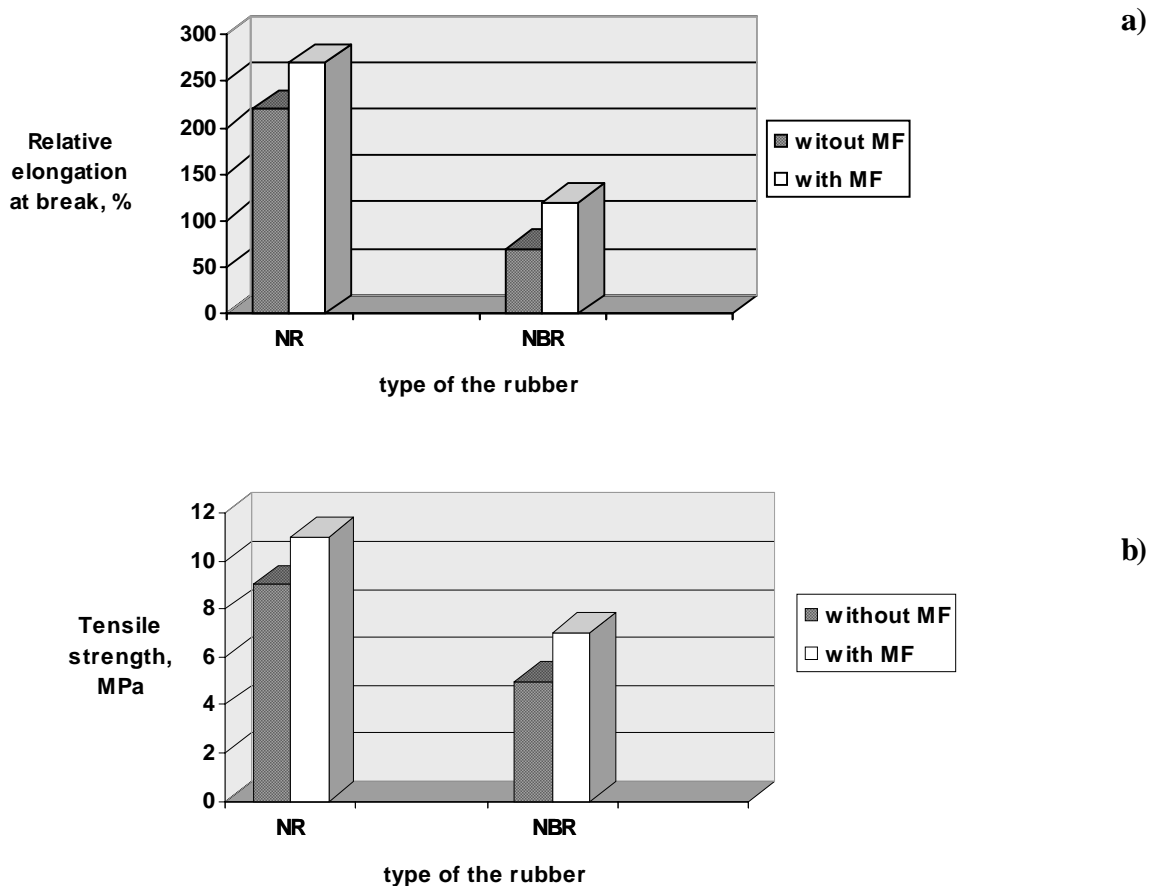 a)
300
250
200
150
100
50
0
Relative
elongation
at break, %
witout MF
with MF
NR NBR
type of the rubber
b)
12
10
8
6
4
2
0
Tensile
strength,
MPa
without MF
with MF
NR NBR
type of the rubber